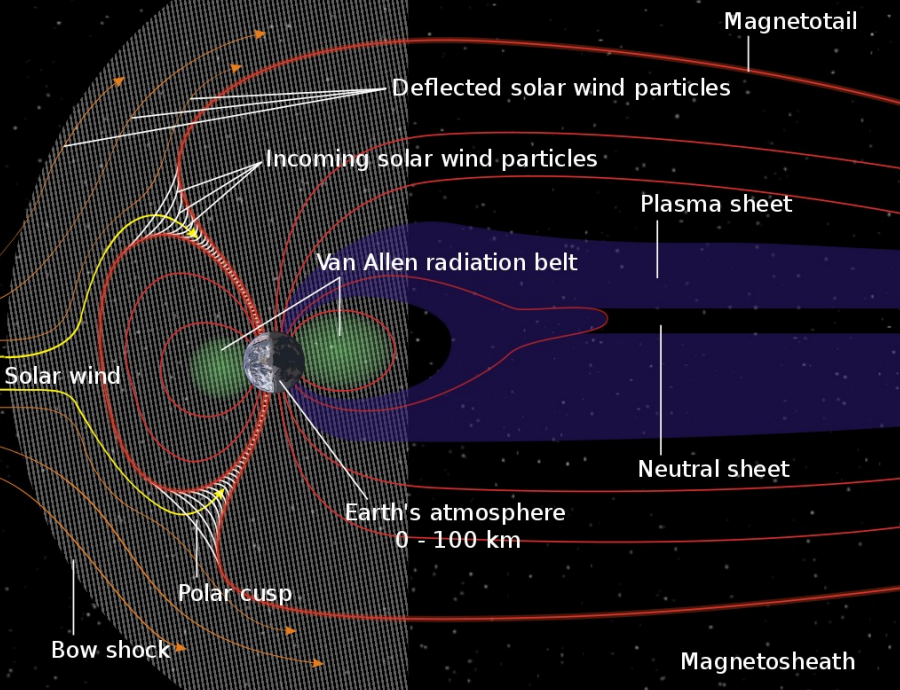 Magnetotail
Deflected solar wind particles
Incoming solar wind particles
Plasma sheet
Van Allen radiation belt
Solar wind
Neutral sheet
Earth's atmosphere
0 - 100 km
Polar cusp
Bow shock
Magnetosheath